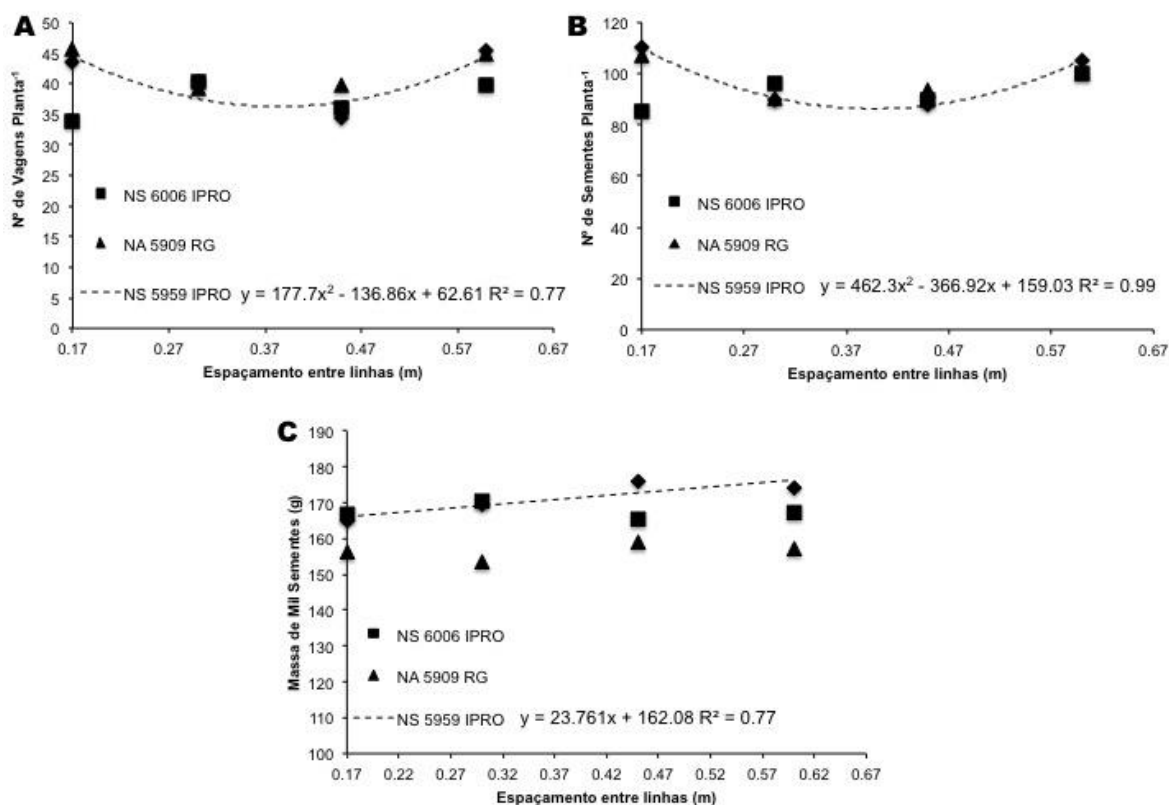 A
Nº de Vagens Planta⁻¹
50
45
40
35
30
25
20
15
10
5
0
NS 6006 IPRO
NA 5909 RG
NS 5959 IPRO y = 177.7x² - 136.86x + 62.61 R² = 0.77
0.17 0.27 0.37 0.47 0.57 0.67
Espaçamento entre linhas (m)
B
Nº de Sementes Planta⁻¹
120
100
80
60
40
20
0
NS 6006 IPRO
NA 5909 RG
NS 5959 IPRO y = 462.3x² - 366.92x + 159.03 R² = 0.99
0.17 0.27 0.37 0.47 0.57 0.67
Espaçamento entre linhas (m)
C
Massa de Mil Sementes (g)
190
180
170
160
150
140
130
120
110
100
NS 6006 IPRO
NA 5909 RG
NS 5959 IPRO y = 23.761x + 162.08 R² = 0.77
0.17 0.22 0.27 0.32 0.37 0.42 0.47 0.52 0.57 0.62 0.67
Espaçamento entre linhas (m)